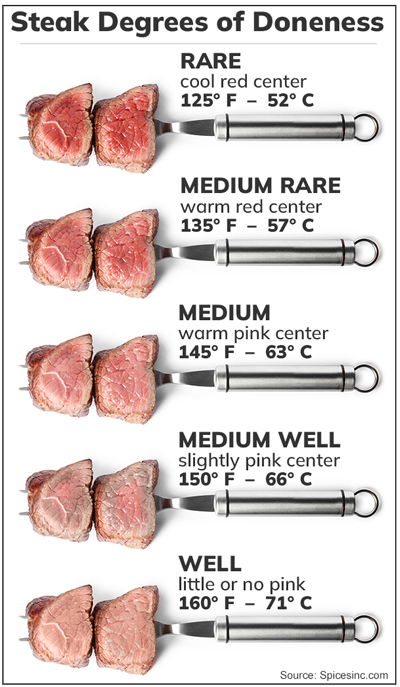 Steak Degrees of Doneness
RARE
cool red center
125° F – 52° C
MEDIUM RARE
warm red center
135° F – 57° C
MEDIUM
warm pink center
145° F – 63° C
MEDIUM WELL
slightly pink center
150° F – 66° C
WELL
little or no pink
160° F – 71° C
Source: Spicesinc.com